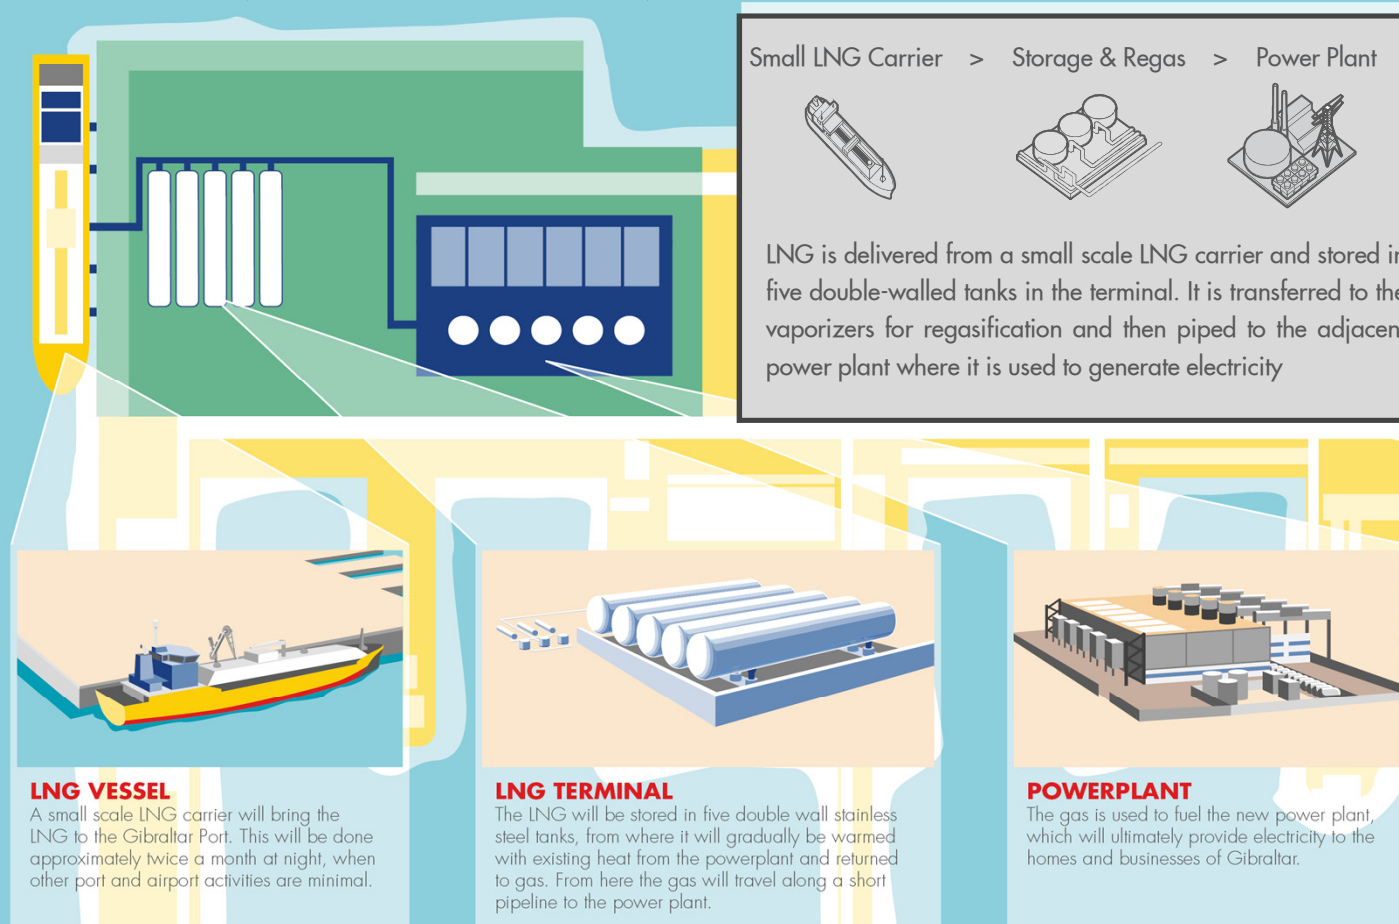 Small LNG Carrier > Storage & Regas > Power Plant
LNG is delivered from a small scale LNG carrier and stored in
five double-walled tanks in the terminal. It is transferred to the
vaporizers for regasification and then piped to the adjacen
power plant where it is used to generate electricity
LNG VESSEL
A small scale LNG carrier will bring the
LNG to the Gibraltar Port. This will be done
approximately twice a month at night, when
other port and airport activities are minimal.
LNG TERMINAL
The LNG will be stored in five double wall stainless
steel tanks, from where it will gradually be warmed
with existing heat from the powerplant and returned
to gas. From here the gas will travel along a short
pipeline to the power plant.
POWERPLANT
The gas is used to fuel the new power plant,
which will ultimately provide electricity to the
homes and businesses of Gibraltar.